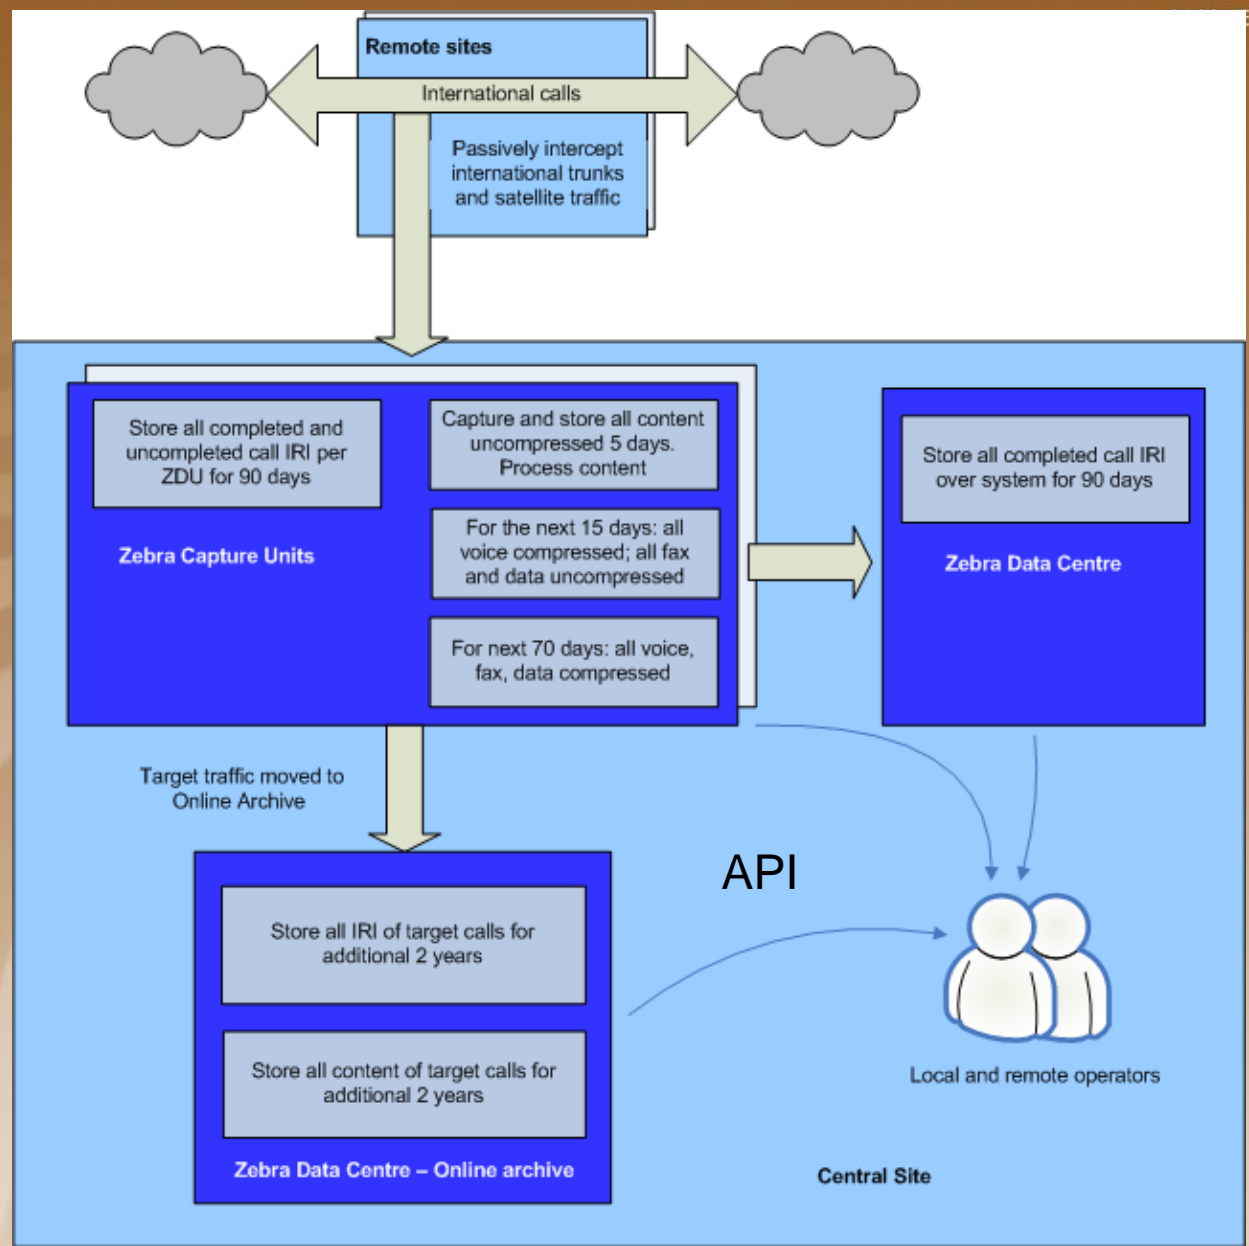 Remote sites
International calls
Passively intercept
international trunks
and satellite traffic
Store all completed and
uncompleted call IRI per
ZDU for 90 days
Zebra Capture Units
Capture and store all content
uncompressed 5 days.
Process content
For the next 15 days: all
voice compressed; all fax
and data uncompressed
For next 70 days: all voice,
fax, data compressed
Store all completed call IRI
over system for 90 days
Zebra Data Centre
Target traffic moved to
Online Archive
API
Store all IRI of target calls for
additional 2 years
Store all content of target calls for
additional 2 years
Zebra Data Centre – Online archive
Local and remote operators
Central Site